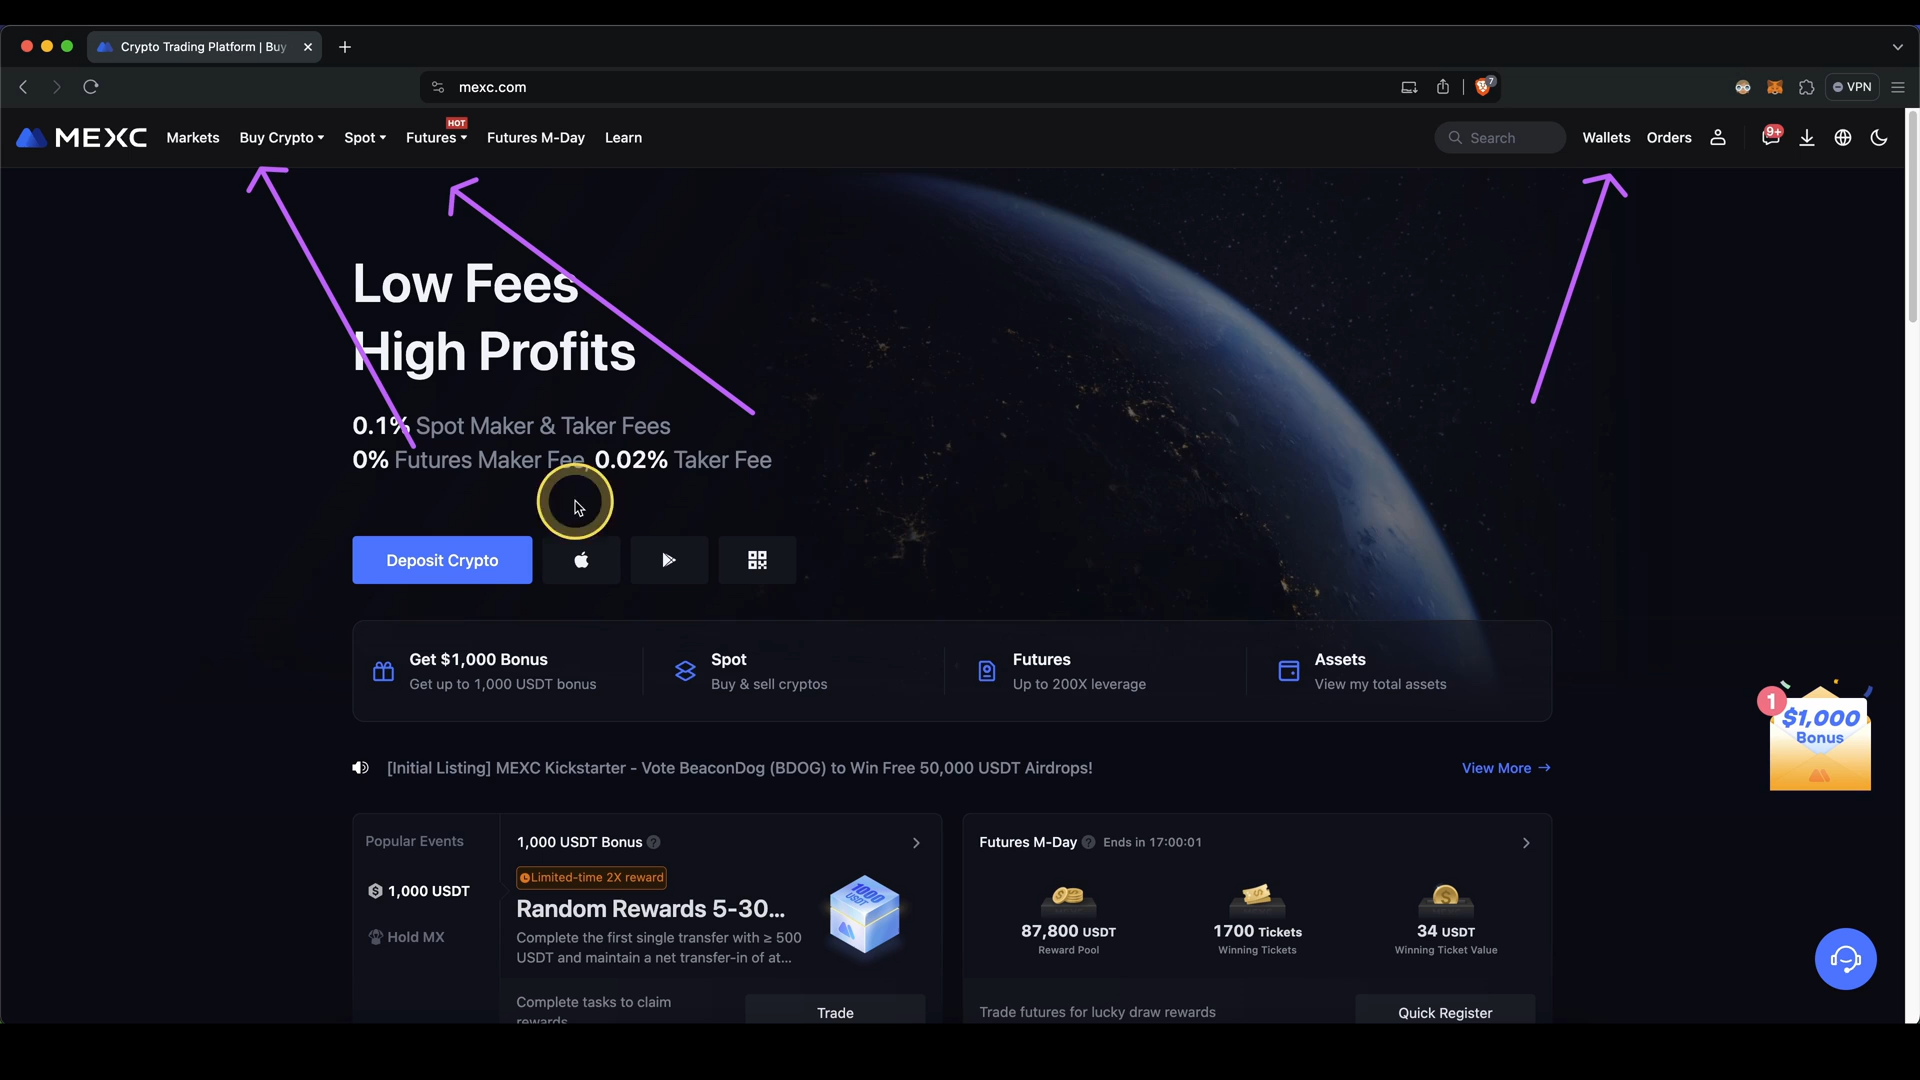 Crypto Trading Platform | Buy
mexc.com
7
VPN
MEXC
Markets
Buy Crypto
Spot
Futures
HOT
Futures M-Day
Learn
Search
Wallets
Orders
9+
Low Fees
High Profits
0.1% Spot Maker & Taker Fees
0% Futures Maker Fee, 0.02% Taker Fee
Deposit Crypto
Get $1,000 Bonus
Get up to 1,000 USDT bonus
Spot
Buy & sell cryptos
Futures
Up to 200X leverage
Assets
View my total assets
1
$1,000
Bonus
[Initial Listing] MEXC Kickstarter - Vote BeaconDog (BDOG) to Win Free 50,000 USDT Airdrops!
View More →
Popular Events
1,000 USDT
Hold MX
1,000 USDT Bonus ?
Limited-time 2X reward
Random Rewards 5-30...
Complete the first single transfer with ≥ 500
USDT and maintain a net transfer-in of at...
1000
USDT
Complete tasks to claim
rewards
Trade
Futures M-Day ? Ends in 17:00:01
87,800 USDT
Reward Pool
1700 Tickets
Winning Tickets
34 USDT
Winning Ticket Value
Trade futures for lucky draw rewards
Quick Register